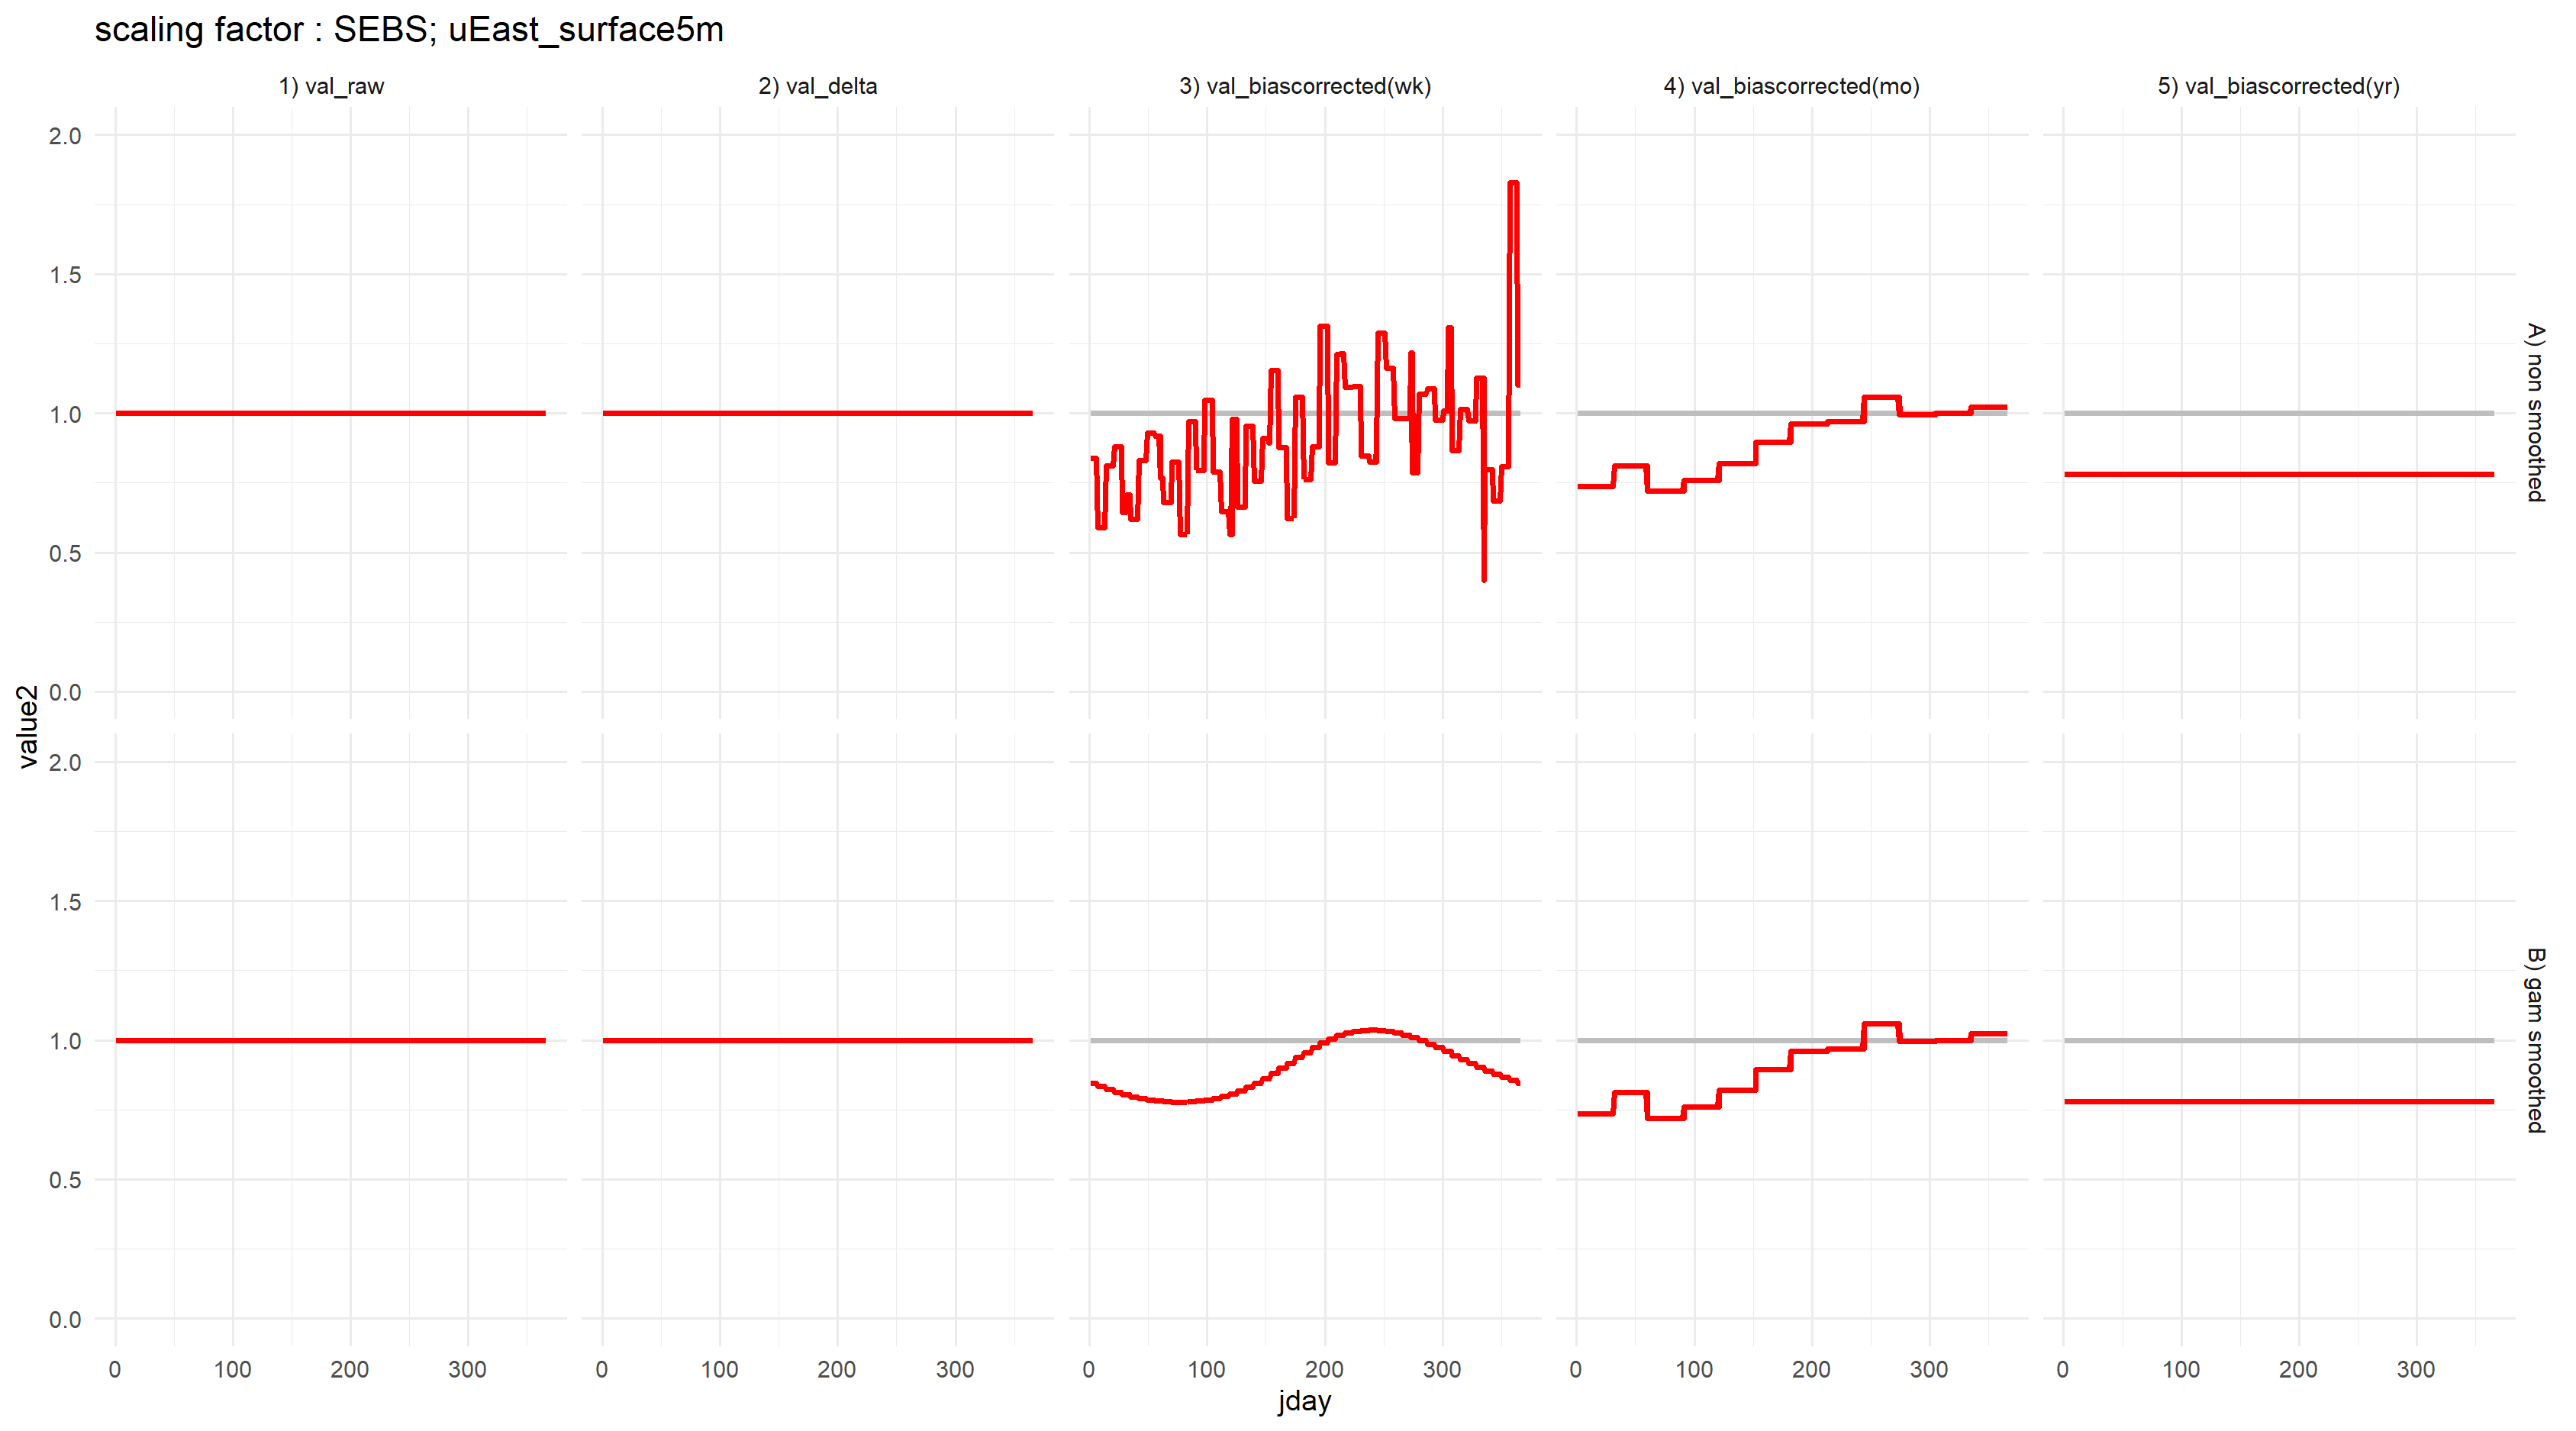 scaling factor : SEBS; uEast_surface5m
1) val_raw
2) val_delta
3) val_biascorrected(wk)
4) val_biascorrected(mo)
5) val_biascorrected(yr)
2.0
1.5
1.0
0.5
0.0
A) non smoothed
value2
2.0
1.5
1.0
0.5
0.0
B) gam smoothed
0 100 200 300
0 100 200 300
0 100 200 300
0 100 200 300
0 100 200 300
jday